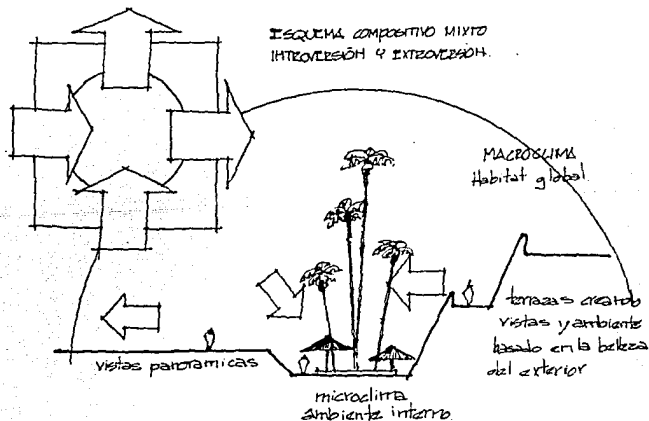 ESQUEMA COMPOSITIVO MIXTO
INTROVERSIÓN Y EXTROVERSIÓN.
MACROCLIMA
Habitat global
terrazas creando
vistas y ambiente
basado en la belleza
del exterior
vistas panoramicas
microclima
ambiente interno